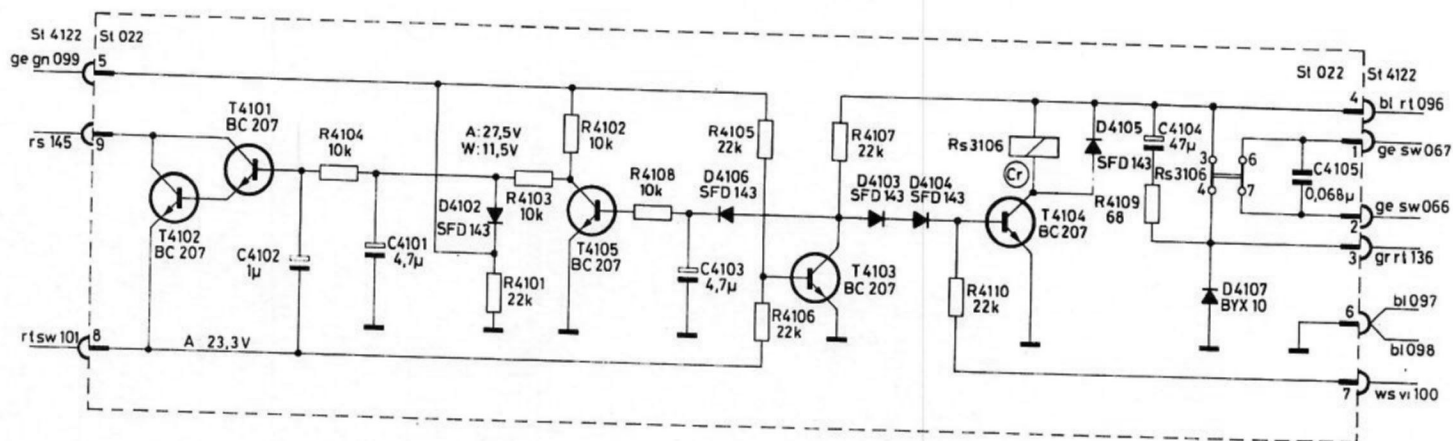 St 4122 St 022
ge gn 099 5
rs 145 9
T4101
BC 207
T4102
BC 207
R4104
10k
C4102
1µ
C4101
4,7µ
D4102
SFD 143
A: 27,5V
W: 11,5V
R4103
10k
R4101
22k
R4102
10k
T4105
BC 207
R4108
10k
D4106
SFD 143
C4103
4,7µ
R4105
22k
R4106
22k
T4103
BC 207
R4107
22k
D4103
SFD 143
D4104
SFD 143
R4110
22k
Rs3106
Cr
T4104
BC 207
D4105
SFD 143
C4104
47µ
R4109
68
Rs3106
3 6
4 7
C4105
0,068µ
D4107
BYX 10
rt sw 101 8
A 23,3V
St 022 St 4122
4 bl rt 096
1 ge sw 067
2 ge sw 066
3 gr rt 136
6 bl 097
bl 098
7 ws vi 100